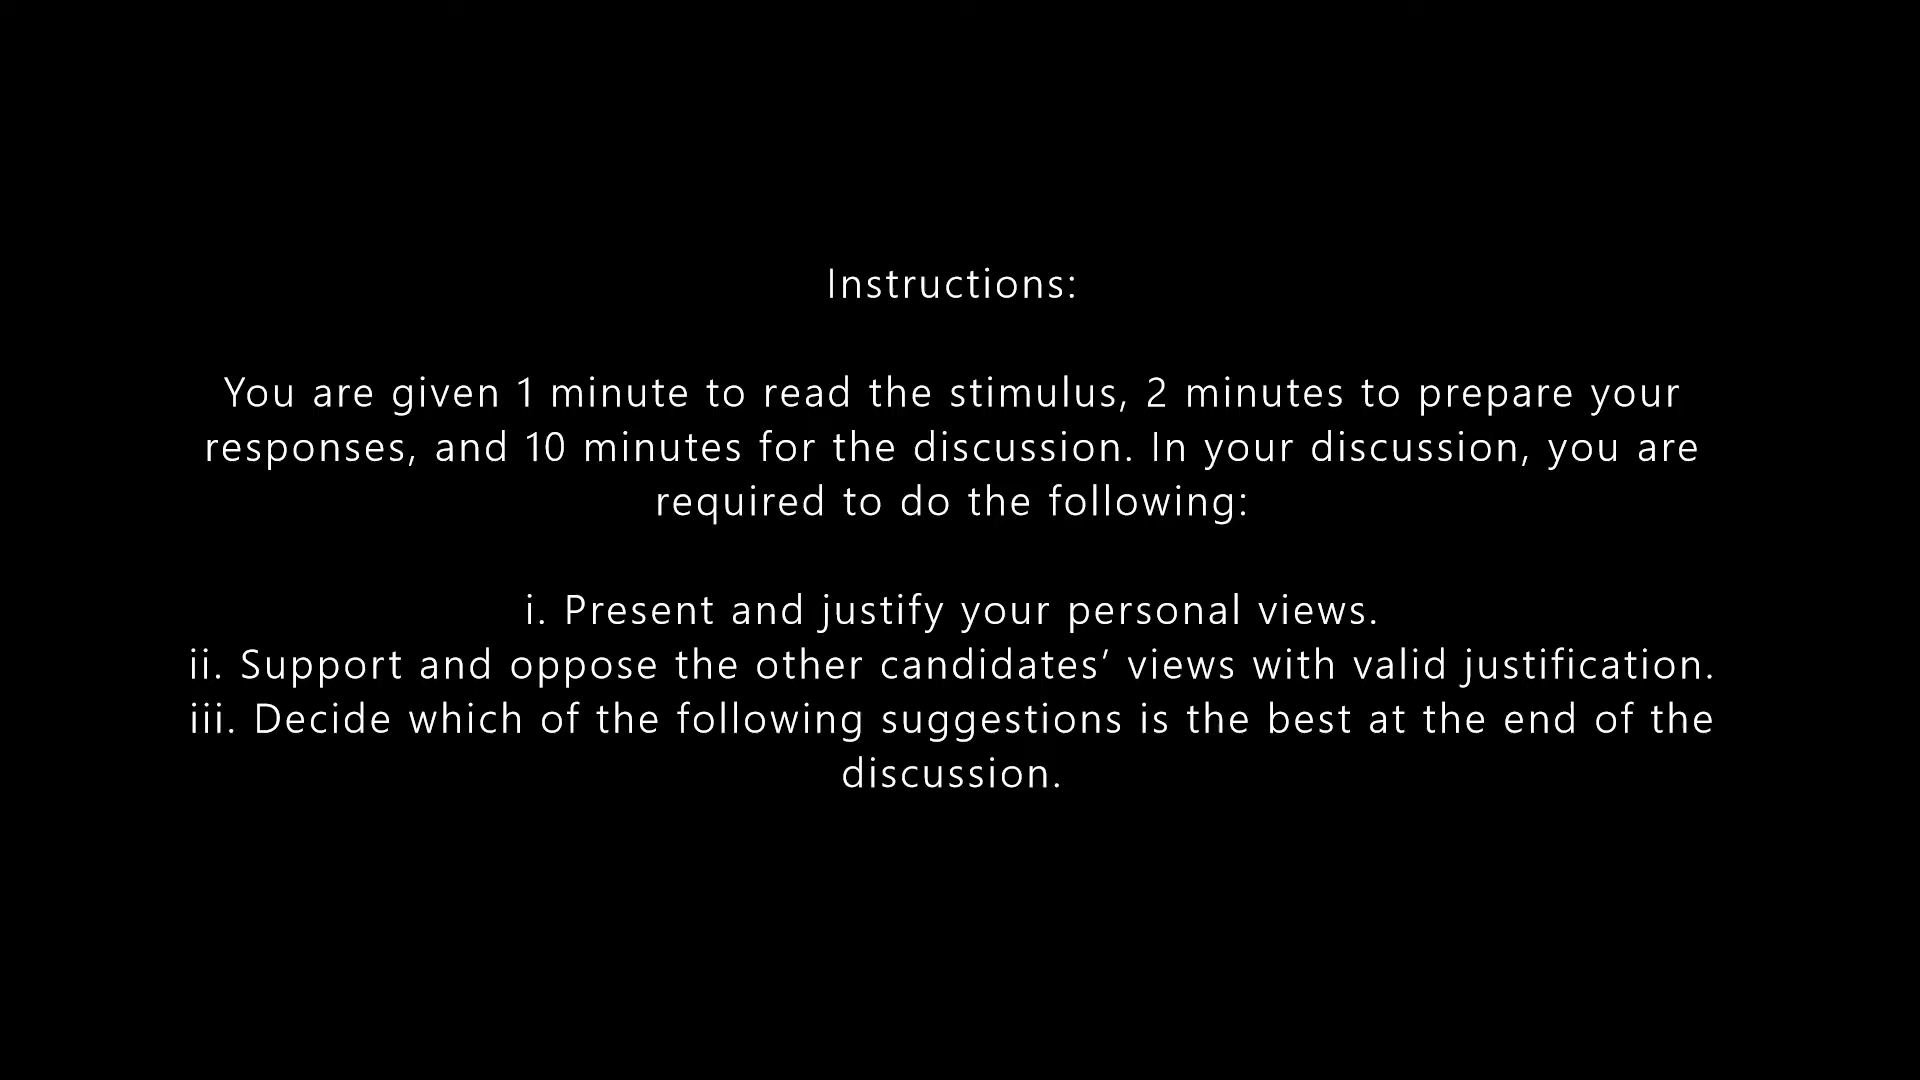 Instructions:
You are given 1 minute to read the stimulus, 2 minutes to prepare your
responses, and 10 minutes for the discussion. In your discussion, you are
required to do the following:
i. Present and justify your personal views.
ii. Support and oppose the other candidates’ views with valid justification.
iii. Decide which of the following suggestions is the best at the end of the
discussion.